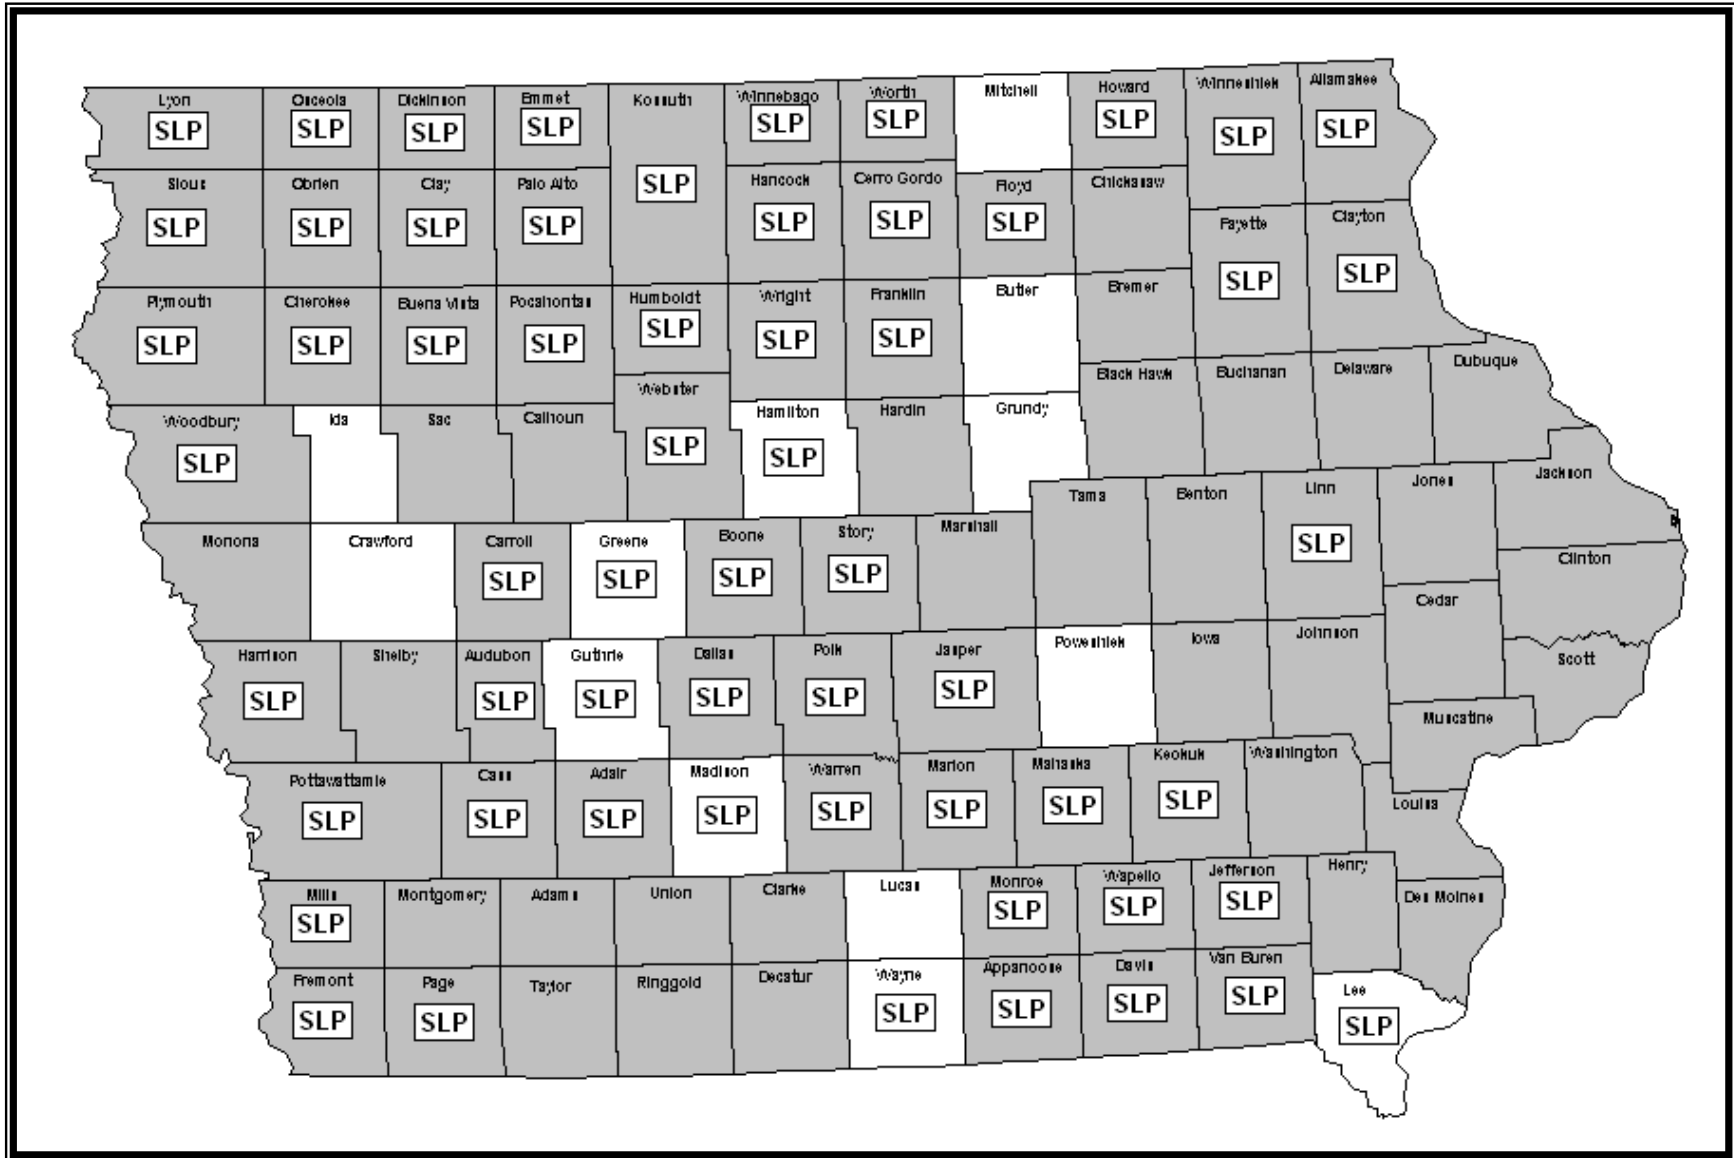 Lyon
SLP
Osceola
SLP
Dickinson
SLP
Emmet
SLP
Kossuth
SLP
Winnebago
SLP
Worth
SLP
Mitchell
Howard
SLP
Winneshiek
SLP
Allamakee
SLP
Sioux
SLP
Obrien
SLP
Clay
SLP
Palo Alto
SLP
Hancock
SLP
Cerro Gordo
SLP
Floyd
SLP
Chickasaw
Fayette
SLP
Clayton
SLP
Plymouth
SLP
Cherokee
SLP
Buena Vista
SLP
Pocahontas
SLP
Humboldt
SLP
Wright
SLP
Franklin
SLP
Butler
Bremer
Black Hawk
Buchanan
Delaware
Dubuque
Woodbury
SLP
Ida
Sac
Calhoun
Webster
SLP
Hamilton
SLP
Hardin
Grundy
Tama
Benton
Linn
SLP
Jones
Jackson
Monona
Crawford
Carroll
SLP
Greene
SLP
Boone
SLP
Story
SLP
Marshall
Cedar
Clinton
Harrison
SLP
Shelby
Audubon
SLP
Guthrie
SLP
Dallas
SLP
Polk
SLP
Jasper
SLP
Poweshiek
Iowa
Johnson
Scott
Muscatine
Pottawattamie
SLP
Cass
SLP
Adair
SLP
Madison
SLP
Warren
SLP
Marion
SLP
Mahaska
SLP
Keokuk
SLP
Washington
Louisa
Mills
SLP
Montgomery
Adams
Union
Clarke
Lucas
Monroe
SLP
Wapello
SLP
Jefferson
SLP
Henry
Des Moines
Fremont
SLP
Page
SLP
Taylor
Ringgold
Decatur
Wayne
SLP
Appanoose
SLP
Davis
SLP
Van Buren
SLP
Lee
SLP